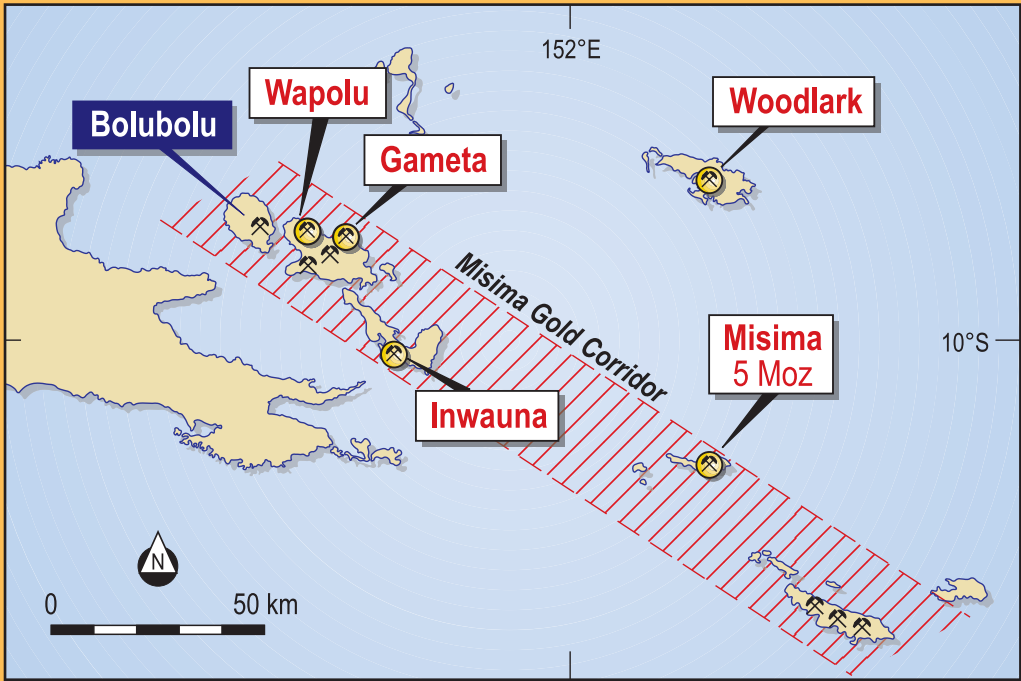 152°E
Wapolu
Woodlark
Bolubolu
Gameta
Misima Gold Corridor
Misima
5 Moz
10°S
Inwauna
N
0
50 km